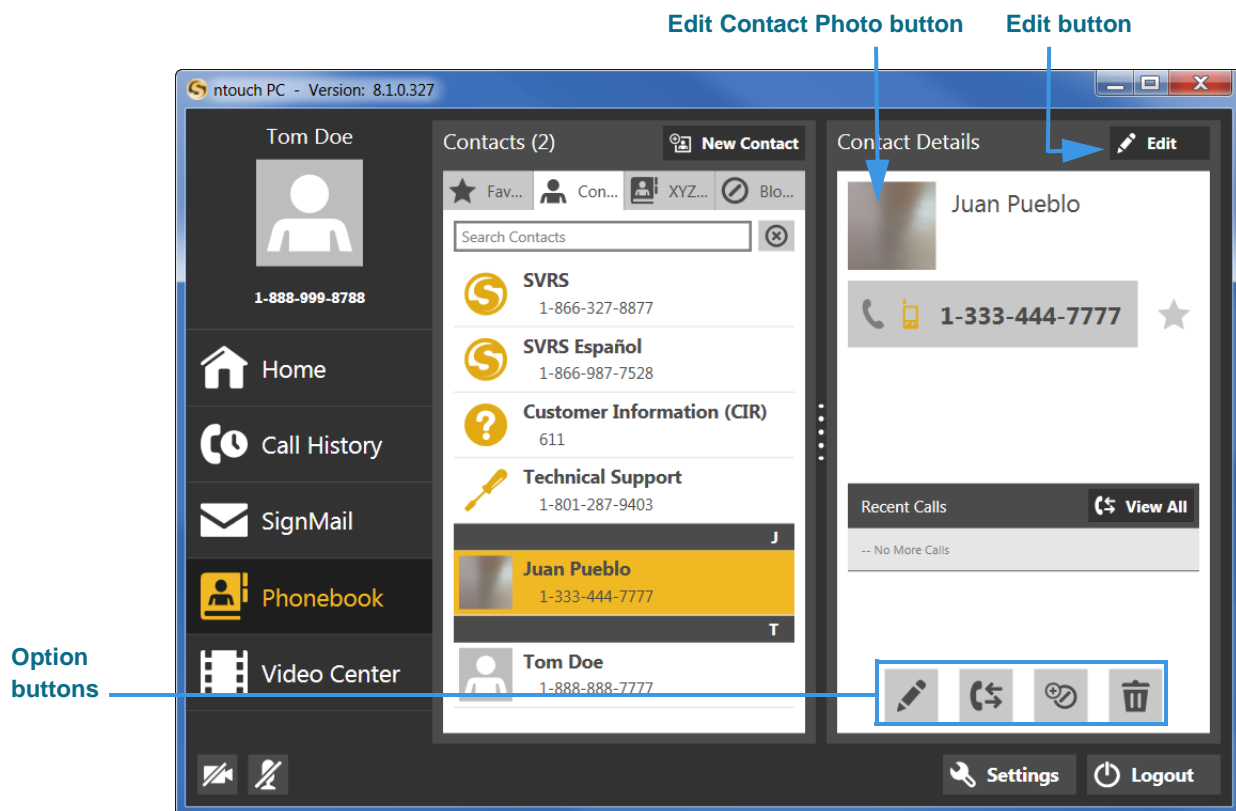 Edit Contact Photo button
Edit button
ntouch PC - Version: 8.1.0.327
Tom Doe
1-888-999-8788
Home
Call History
SignMail
Phonebook
Video Center
Option
buttons
Contacts (2)
New Contact
Fav...
Con...
XYZ...
Blo...
Search Contacts
SVRS
1-866-327-8877
SVRS Español
1-866-987-7528
Customer Information (CIR)
611
Technical Support
1-801-287-9403
J
Juan Pueblo
1-333-444-7777
T
Tom Doe
1-888-888-7777
Contact Details
Edit
Juan Pueblo
1-333-444-7777
Recent Calls
View All
-- No More Calls
Settings
Logout